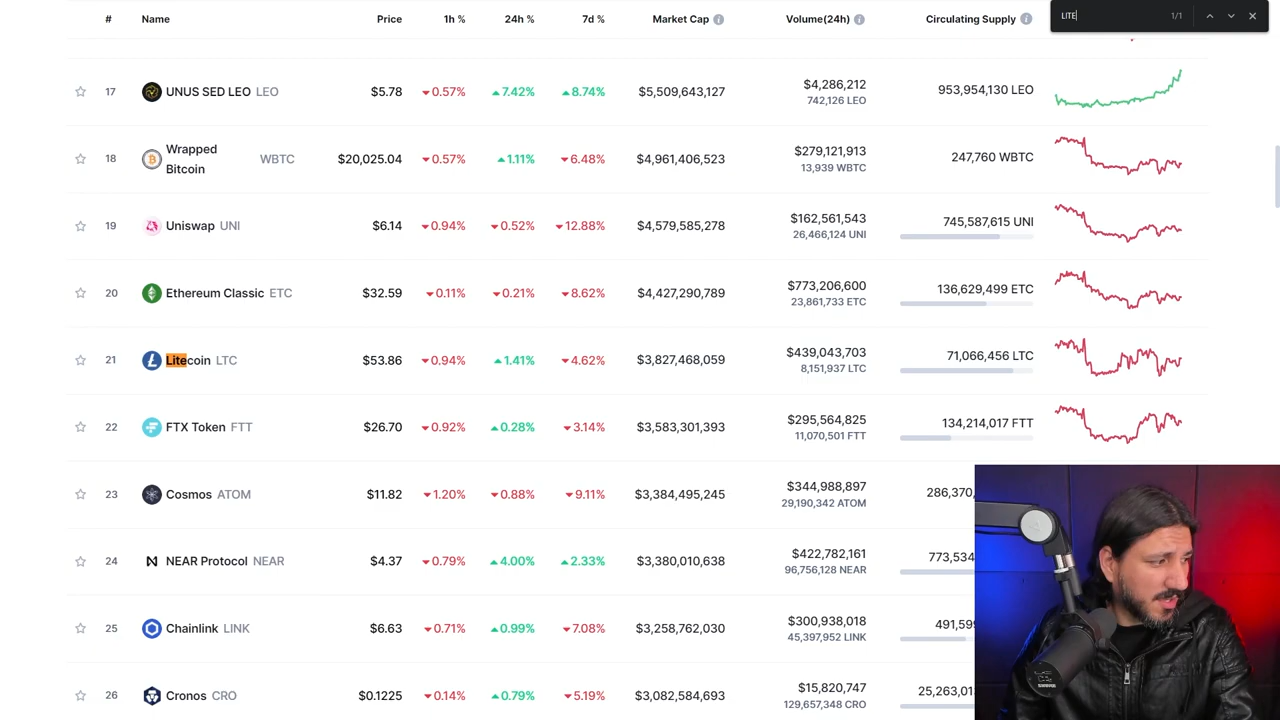 # Name Price 1h % 24h % 7d % Market Cap Volume(24h) Circulating Supply
LITE 1/1
17 UNUS SED LEO LEO $5.78 0.57% 7.42% 8.74% $5,509,643,127 $4,286,212 953,954,130 LEO
742,126 LEO
18 Wrapped Bitcoin WBTC $20,025.04 0.57% 1.11% 6.48% $4,961,406,523 $279,121,913 247,760 WBTC
13,939 WBTC
19 Uniswap UNI $6.14 0.94% 0.52% 12.88% $4,579,585,278 $162,561,543 745,587,615 UNI
26,466,124 UNI
20 Ethereum Classic ETC $32.59 0.11% 0.21% 8.62% $4,427,290,789 $773,206,600 136,629,499 ETC
23,861,733 ETC
21 Litecoin LTC $53.86 0.94% 1.41% 4.62% $3,827,468,059 $439,043,703 71,066,456 LTC
8,151,937 LTC
22 FTX Token FTT $26.70 0.92% 0.28% 3.14% $3,583,301,393 $295,564,825 134,214,017 FTT
11,070,501 FTT
23 Cosmos ATOM $11.82 1.20% 0.88% 9.11% $3,384,495,245 $344,988,897 286,370,
29,190,342 ATOM
24 NEAR Protocol NEAR $4.37 0.79% 4.00% 2.33% $3,380,010,638 $422,782,161 773,534
96,756,128 NEAR
25 Chainlink LINK $6.63 0.71% 0.99% 7.08% $3,258,762,030 $300,938,018 491,599
45,397,952 LINK
26 Cronos CRO $0.1225 0.14% 0.79% 5.19% $3,082,584,693 $15,820,747 25,263,013
129,657,348 CRO